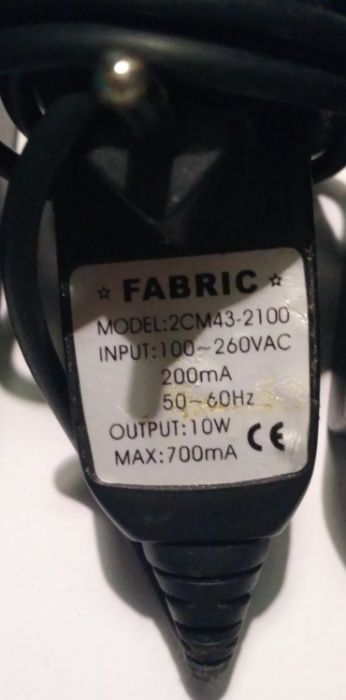 ☆ FABRIC ☆
MODEL:2CM43-2100
INPUT:100~260VAC
200mA
50~60Hz
OUTPUT:10W
MAX:700mA CE